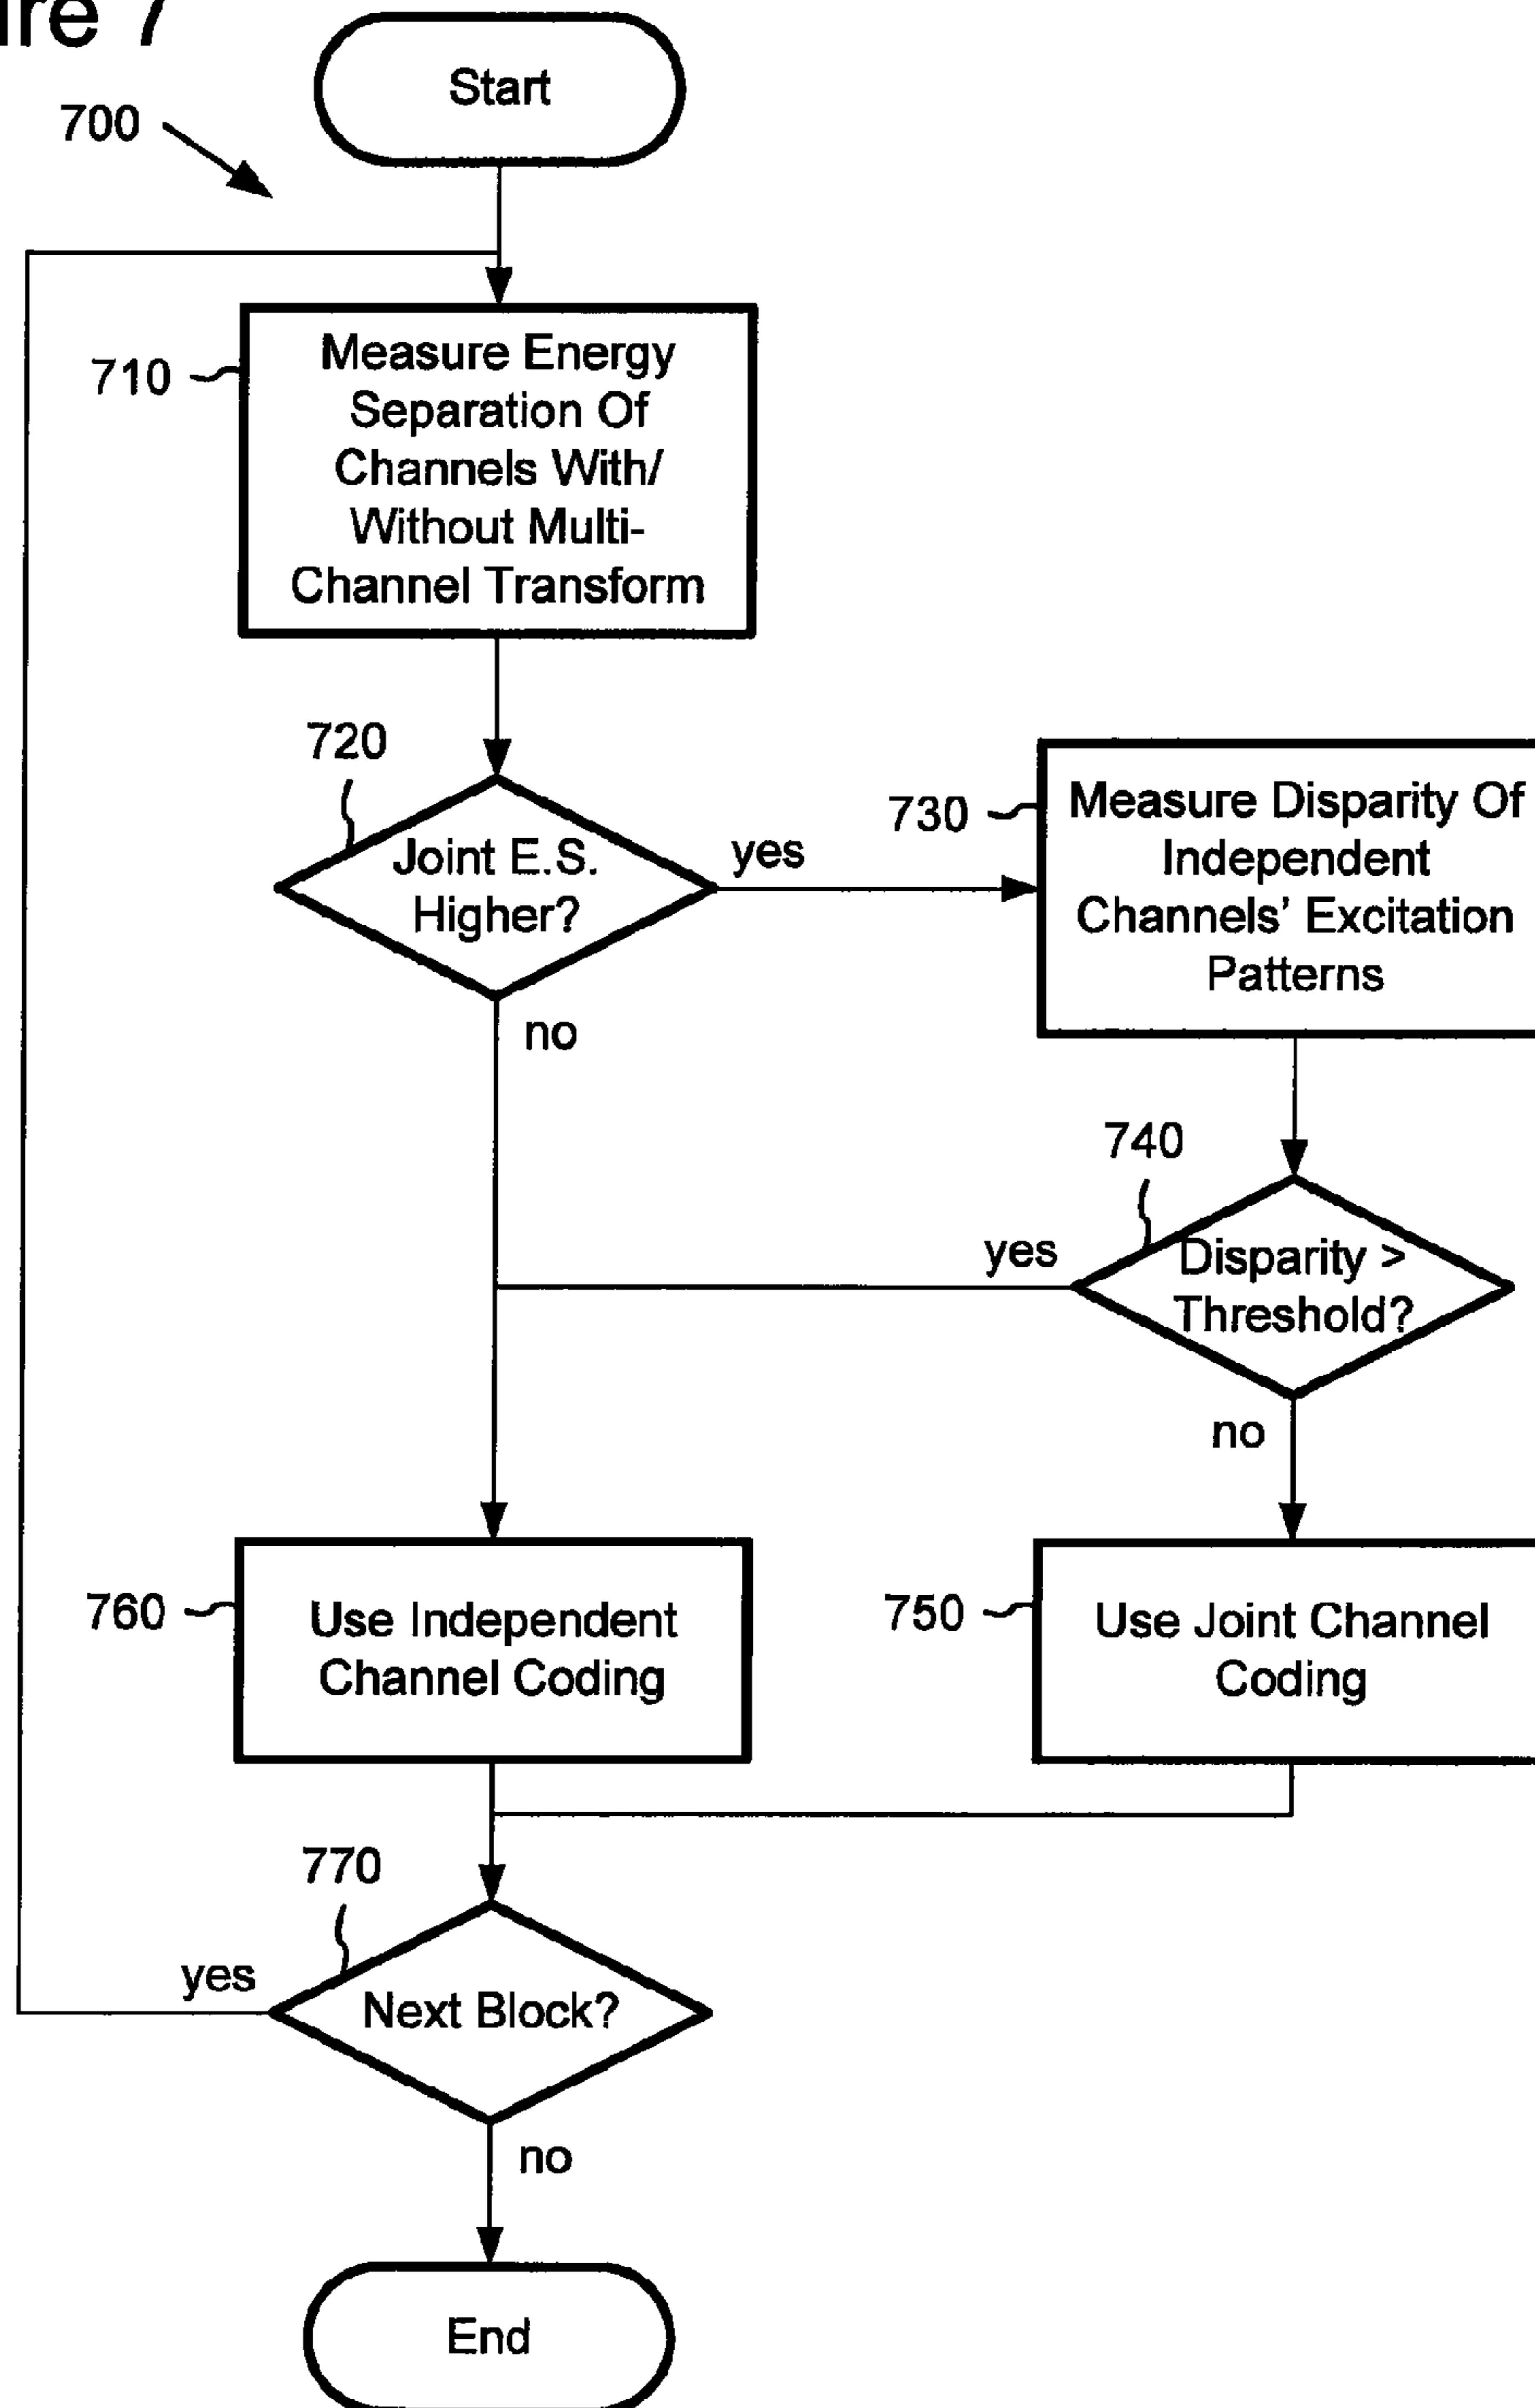 ire 7
Start
700
710
Measure Energy
Separation Of
Channels With/
Without Multi-
Channel Transform
720
Joint E.S.
Higher?
yes
no
730
Measure Disparity Of
Independent
Channels' Excitation
Patterns
740
Disparity >
Threshold?
yes
no
760
Use Independent
Channel Coding
750
Use Joint Channel
Coding
770
Next Block?
yes
no
End